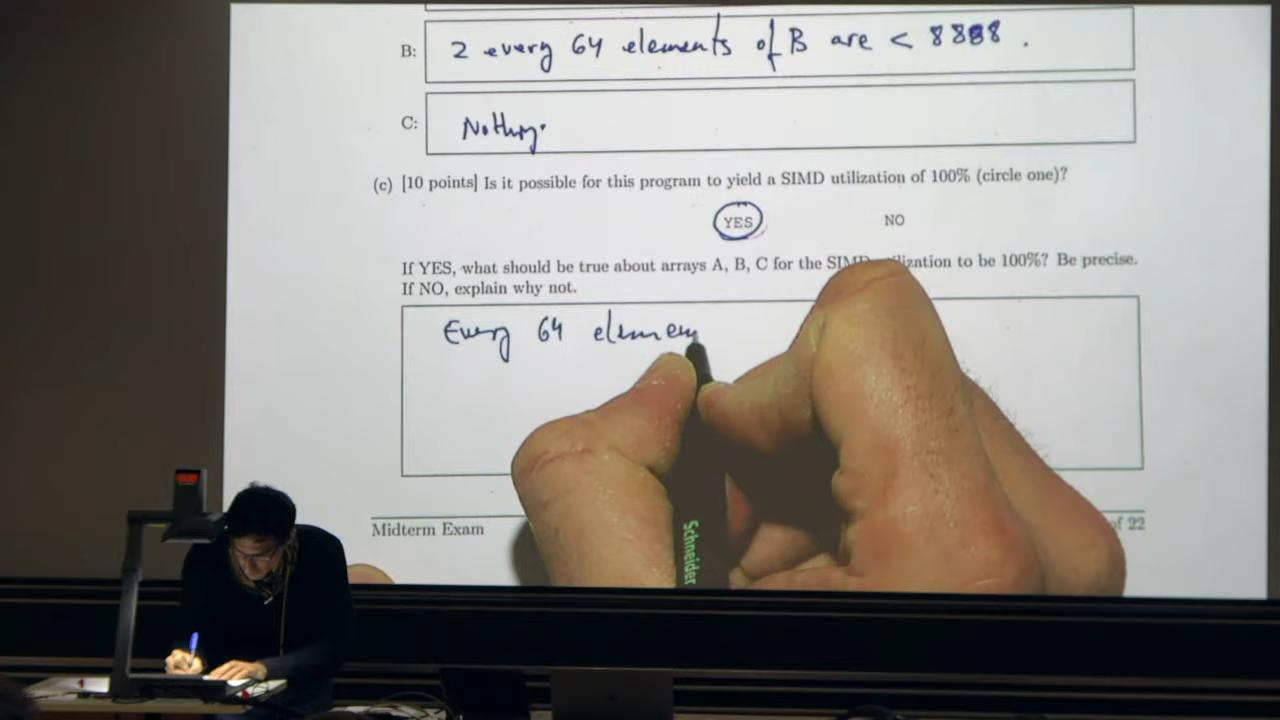 B: 2 every 64 elements of B are < 8888 .
C: Nothing.
(c) [10 points] Is it possible for this program to yield a SIMD utilization of 100% (circle one)?
YES NO
If YES, what should be true about arrays A, B, C for the SIMD utilization to be 100%? Be precise.
If NO, explain why not.
Every 64 elemen
Midterm Exam of 22
Schneider